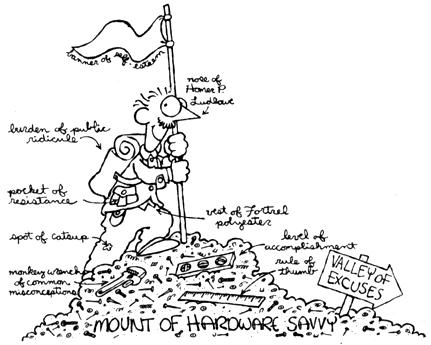 banner of self-esteem
nose of
Homer P.
Ludlow
burden of public
ridicule
pocket of
resistance
vest of Fortrel
polyester
spot of catsup
level of
accomplishment
monkey wrench
of common
misconceptions
rule of
thumb
VALLEY OF
EXCUSES
MOUNT OF HARDWARE SAVVY